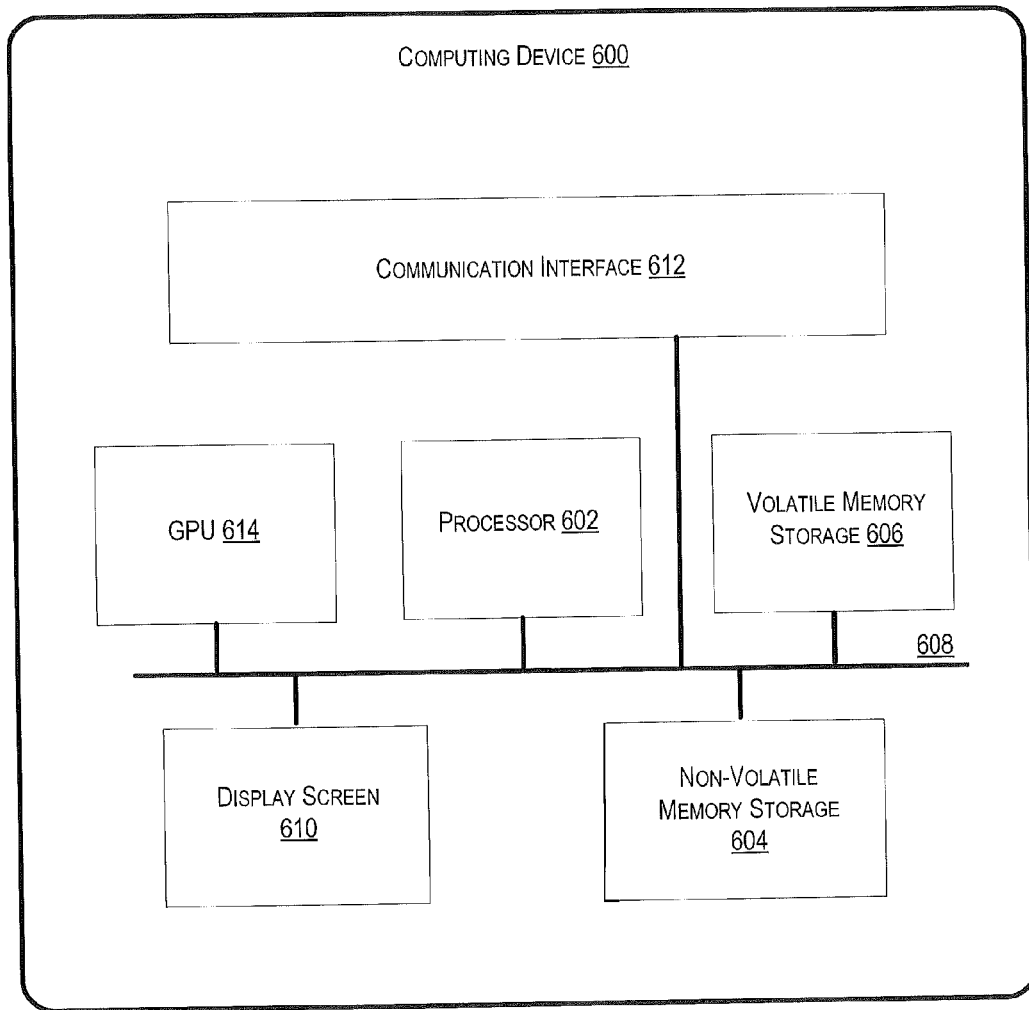 COMPUTING DEVICE 600
COMMUNICATION INTERFACE 612
GPU 614
PROCESSOR 602
VOLATILE MEMORY
STORAGE 606
608
DISPLAY SCREEN
610
NON-VOLATILE
MEMORY STORAGE
604